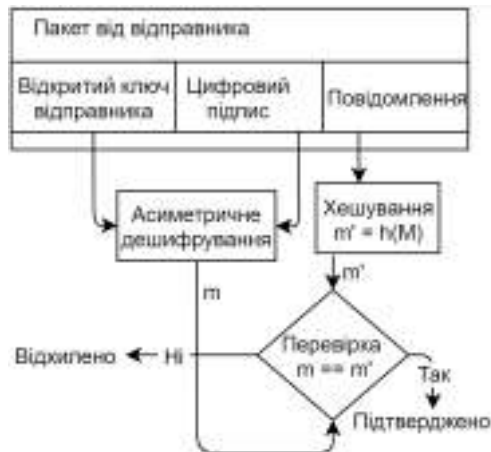 Пакет від відправника
Відкритий ключ
відправника
Цифровий
підпис
Повідомлення
Асиметричне
дешифрування
Хешування
m' = h(M)
m
m'
Перевірка
m == m'
Відхилено
Ні
Так
Підтверджено